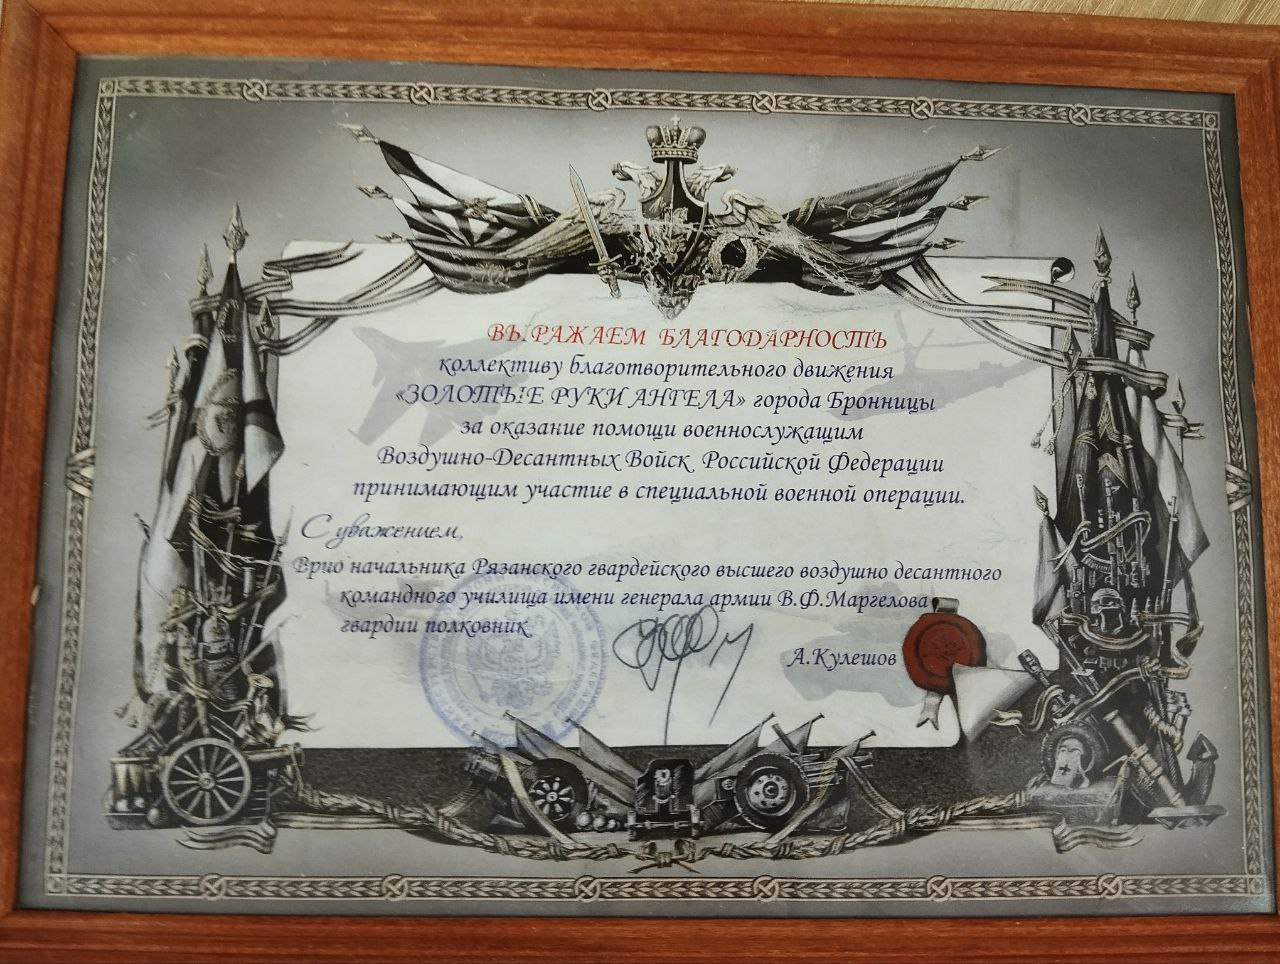 ВЫРАЖАЕМ БЛАГОДАРНОСТЬ
коллективу благотворительного движения
«ЗОЛОТЫЕ РУКИ АНГЕЛА» города Бронницы
за оказание помощи военнослужащим
Воздушно-Десантных Войск Российской Федерации
принимающим участие в специальной военной операции.
С уважением,
Врио начальника Рязанского гвардейского высшего воздушно десантного
командного училища имени генерала армии В.Ф.Маргелова
гвардии полковник
А.Кулешов